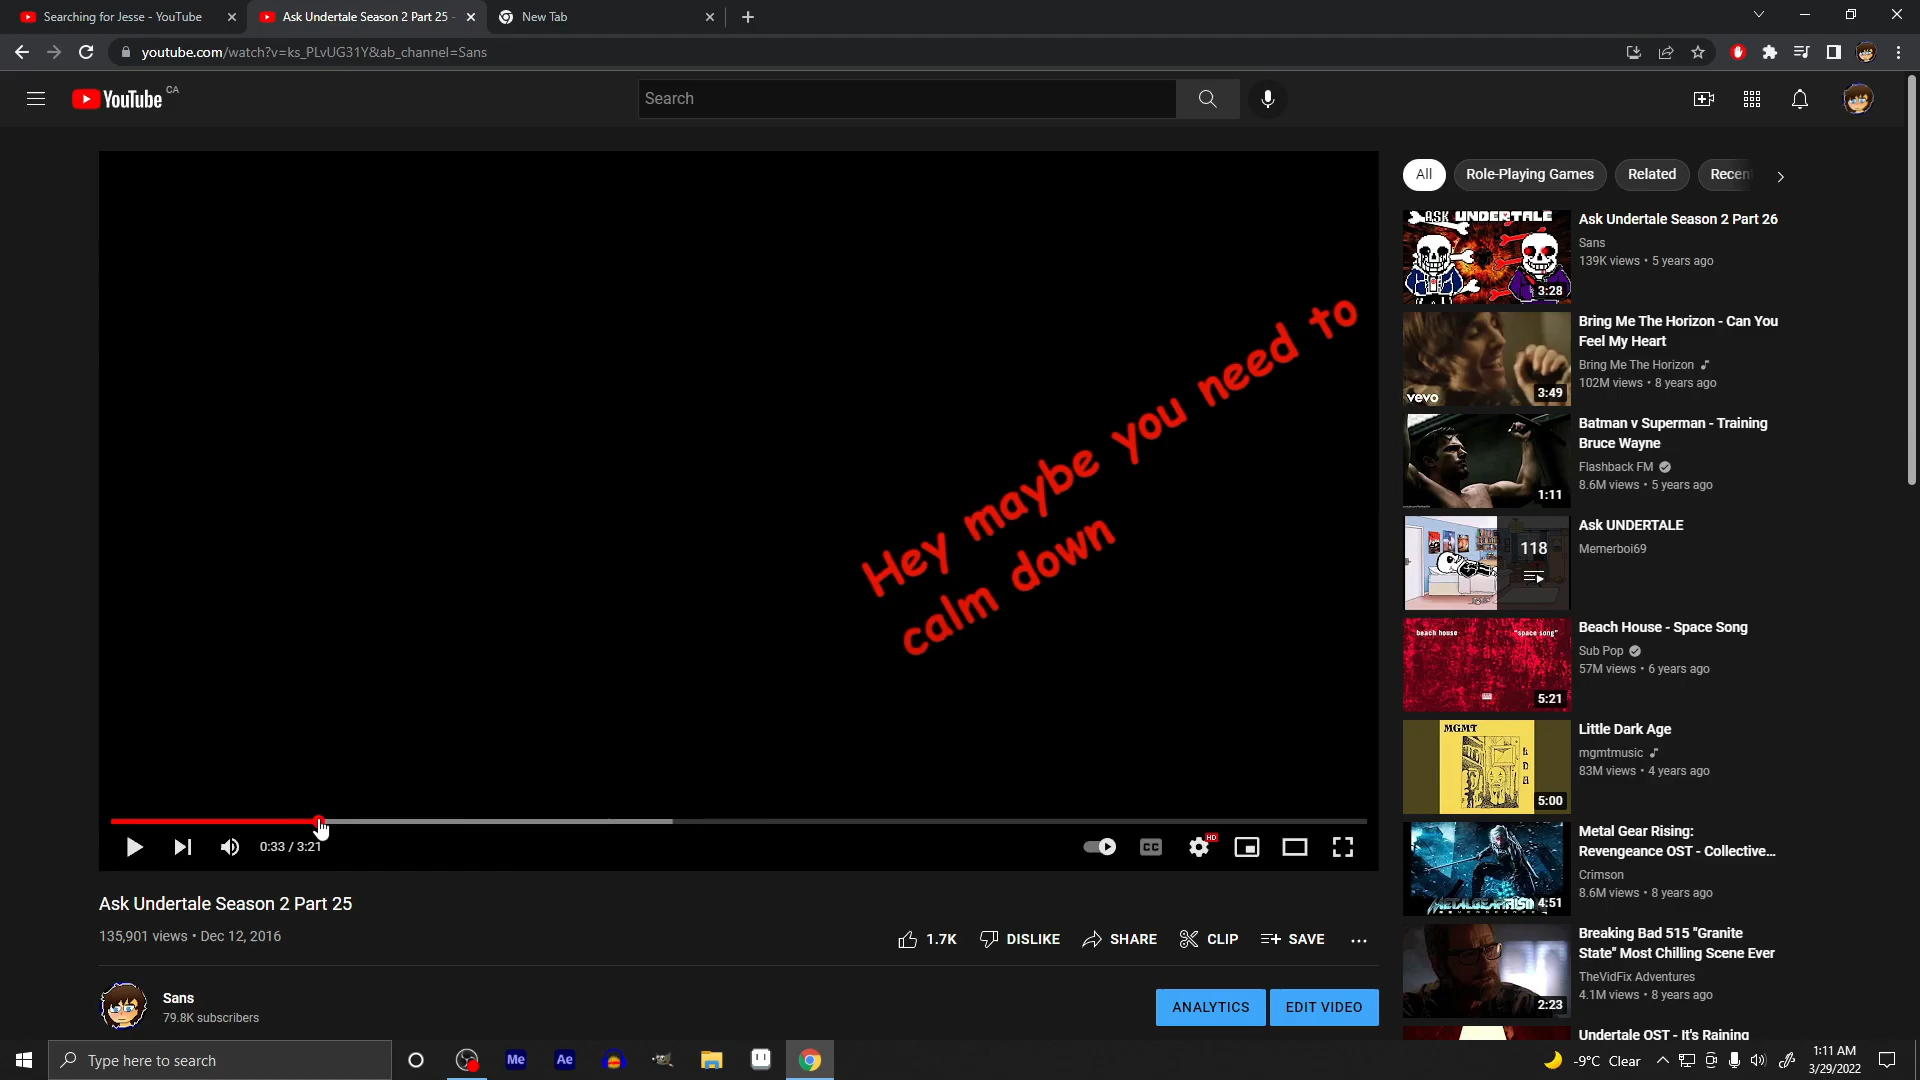 Searching for Jesse - YouTube
Ask Undertale Season 2 Part 25 -
New Tab
youtube.com/watch?v=ks_PLvUG31Y&ab_channel=Sans
YouTube CA
Search
Hey maybe you need to
calm down
0:33 / 3:21
CC
HD
Ask Undertale Season 2 Part 25
135,901 views • Dec 12, 2016
1.7K
DISLIKE
SHARE
CLIP
SAVE
Sans
79.8K subscribers
ANALYTICS
EDIT VIDEO
All
Role-Playing Games
Related
Recen
ASK UNDERTALE
3:28
Ask Undertale Season 2 Part 26
Sans
139K views • 5 years ago
vevo
3:49
Bring Me The Horizon - Can You
Feel My Heart
Bring Me The Horizon
102M views • 8 years ago
1:11
Batman v Superman - Training
Bruce Wayne
Flashback FM
8.6M views • 5 years ago
118
Ask UNDERTALE
Memerboi69
beach house
"space song"
5:21
Beach House - Space Song
Sub Pop
57M views • 6 years ago
MGMT
L
D
A
5:00
Little Dark Age
mgmtmusic
83M views • 4 years ago
METAL GEAR RISING
REVENGEANCE
4:51
Metal Gear Rising:
Revengeance OST - Collective...
Crimson
8.6M views • 8 years ago
2:23
Breaking Bad 515 "Granite
State" Most Chilling Scene Ever
TheVidFix Adventures
4.1M views • 8 years ago
Undertale OST - It's Raining
Type here to search
Me
Ae
-9°C Clear
1:11 AM
3/29/2022